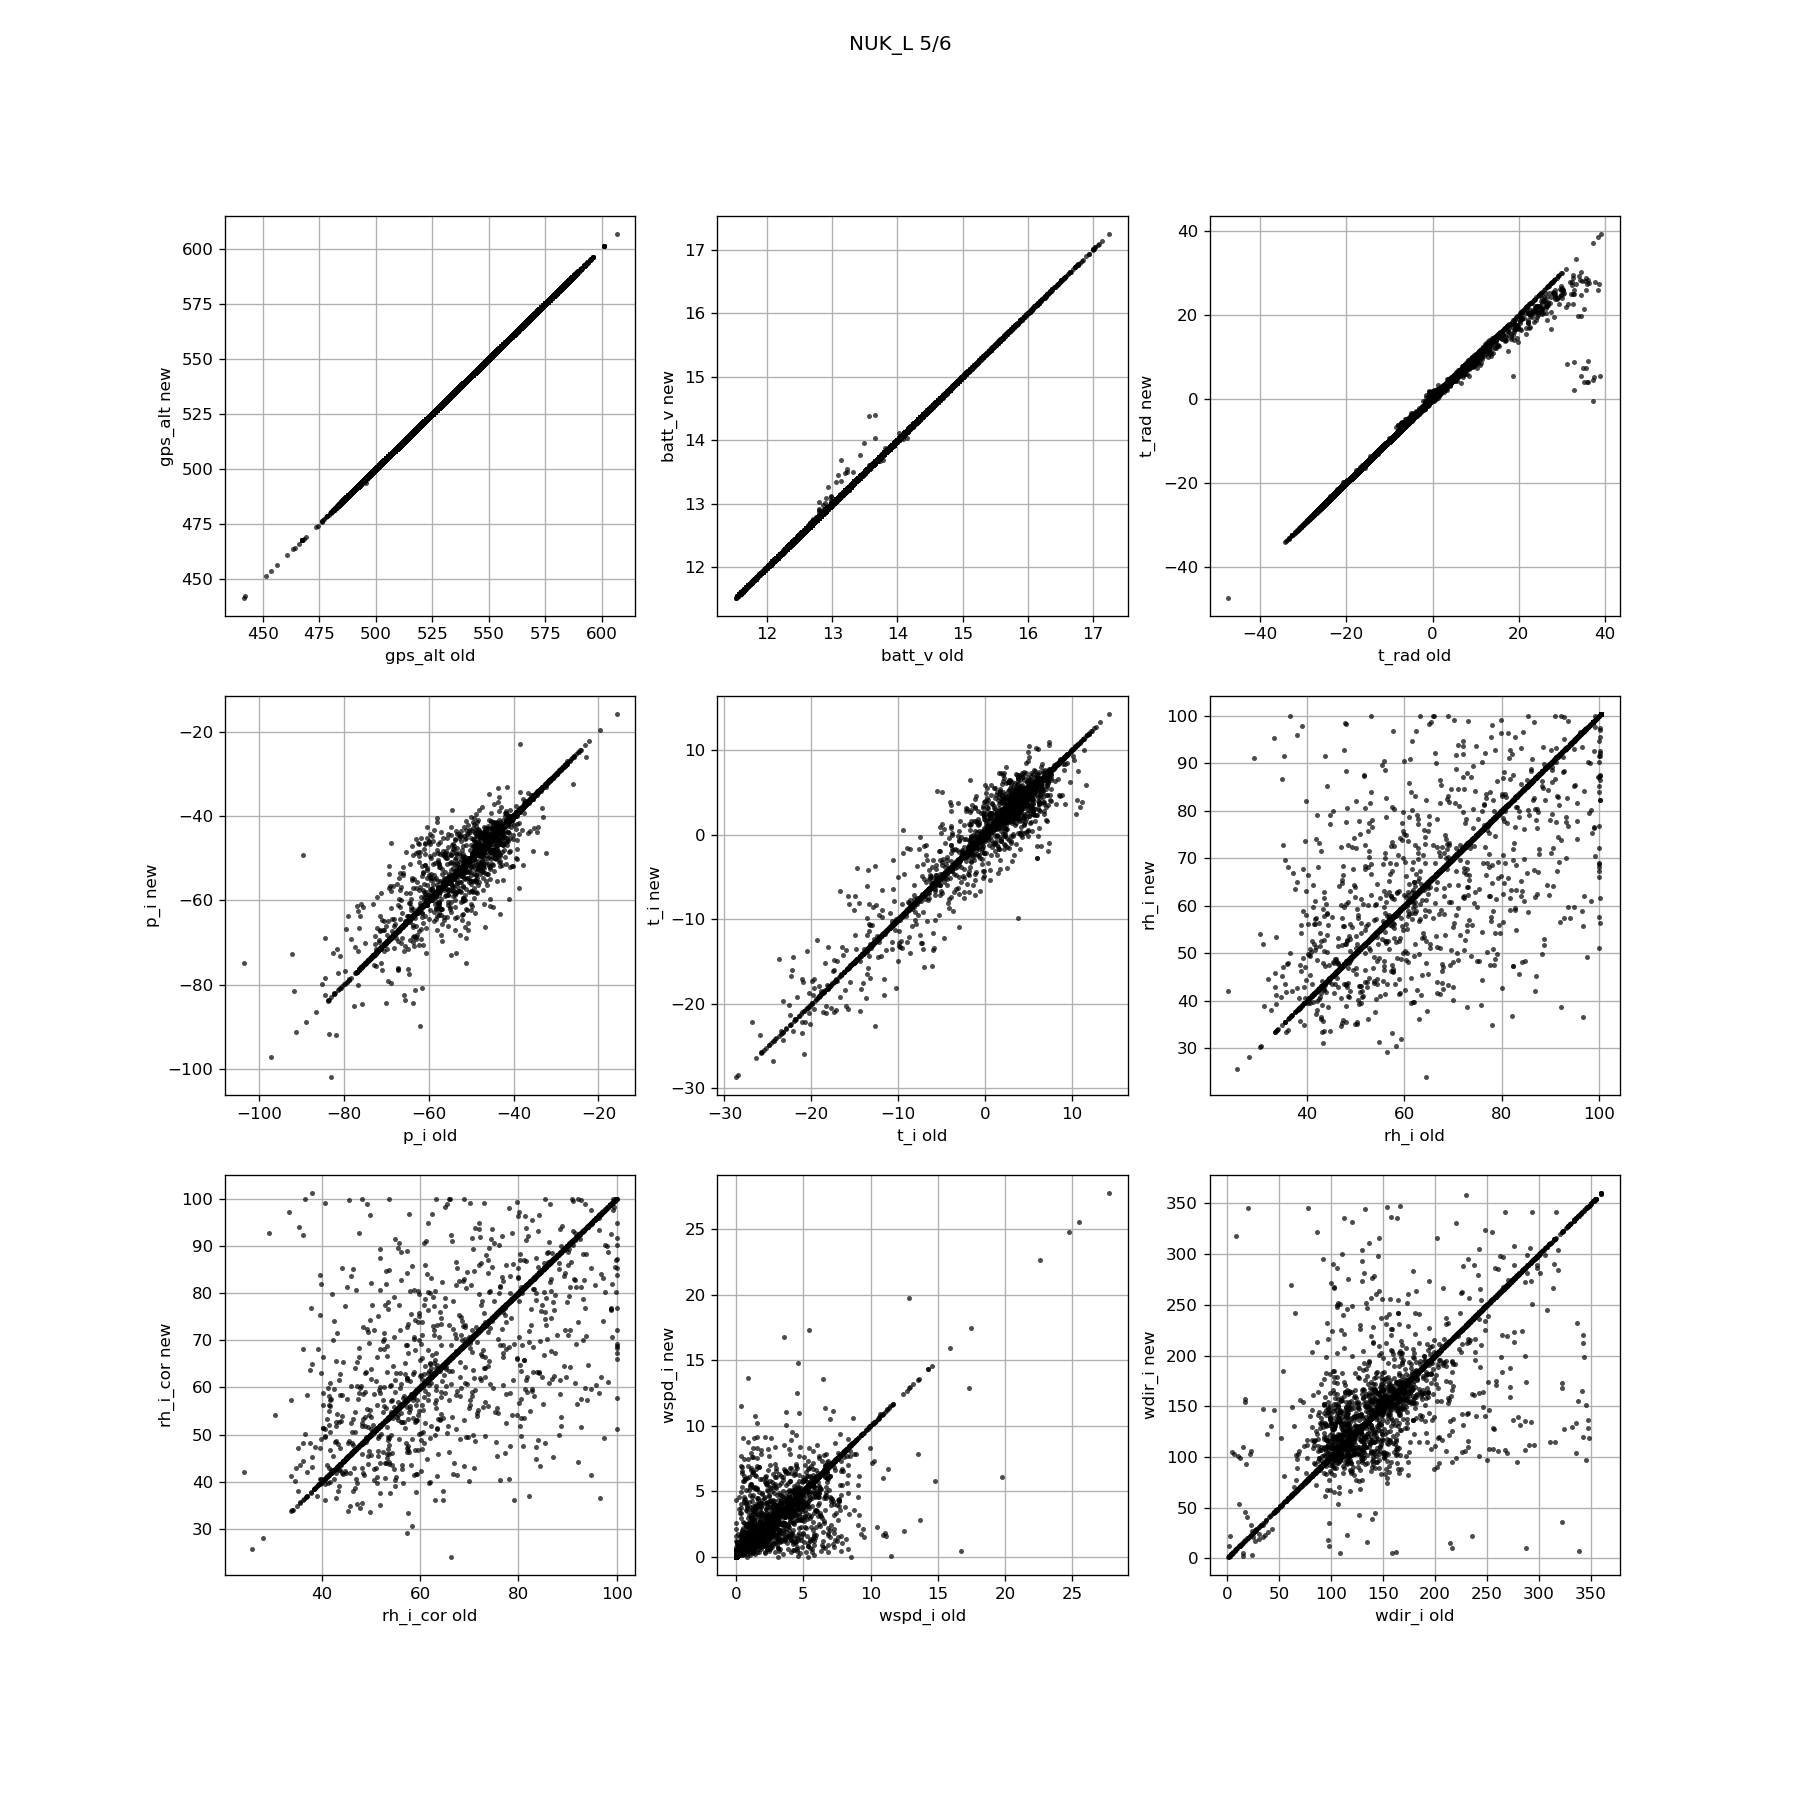 NUK_L 5/6
gps_alt new
600
575
550
525
500
475
450
450 475 500 525 550 575 600
gps_alt old
batt_v new
17
16
15
14
13
12
12 13 14 15 16 17
batt_v old
t_rad new
40
20
0
−20
−40
−40 −20 0 20 40
t_rad old
p_i new
−20
−40
−60
−80
−100
−100 −80 −60 −40 −20
p_i old
t_i new
10
0
−10
−20
−30
−30 −20 −10 0 10
t_i old
rh_i new
100
90
80
70
60
50
40
30
40 60 80 100
rh_i old
rh_i_cor new
100
90
80
70
60
50
40
30
40 60 80 100
rh_i_cor old
wspd_i new
25
20
15
10
5
0
0 5 10 15 20 25
wspd_i old
wdir_i new
350
300
250
200
150
100
50
0
0 50 100 150 200 250 300 350
wdir_i old